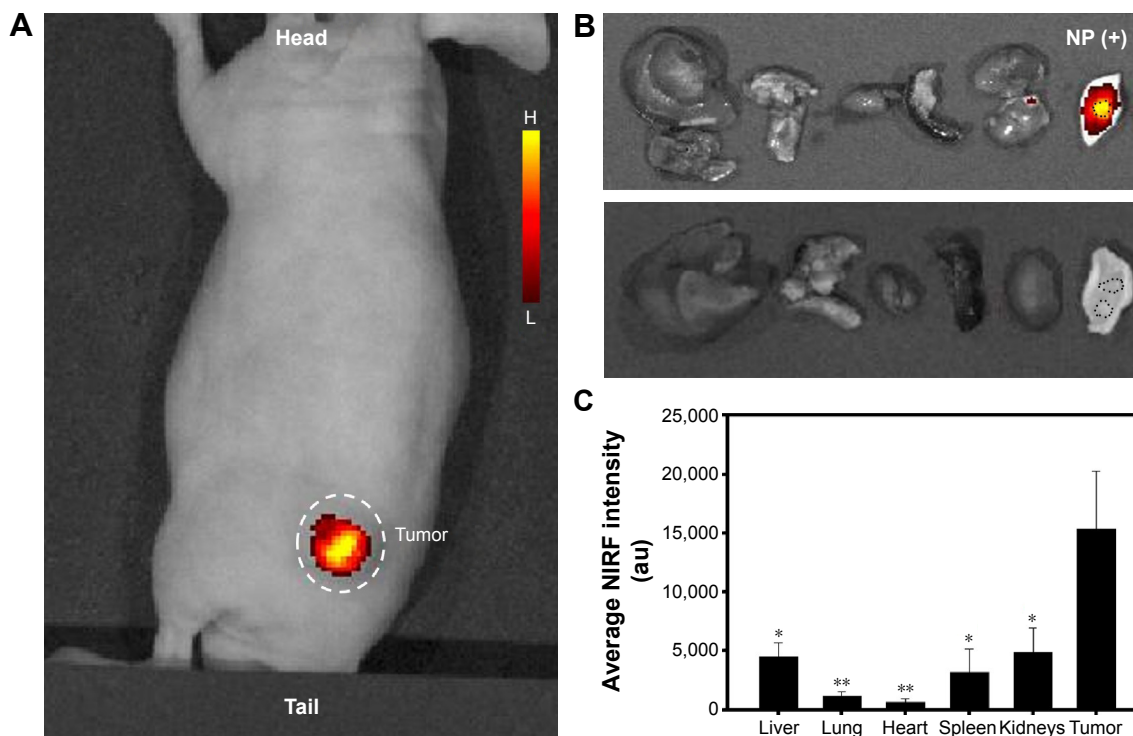 A
Head
H
L
Tumor
Tail
B
NP (+)
C
Average NIRF intensity
(au)
25,000
20,000
15,000
10,000
5,000
0
*
**
**
*
*
Liver
Lung
Heart
Spleen
Kidneys
Tumor